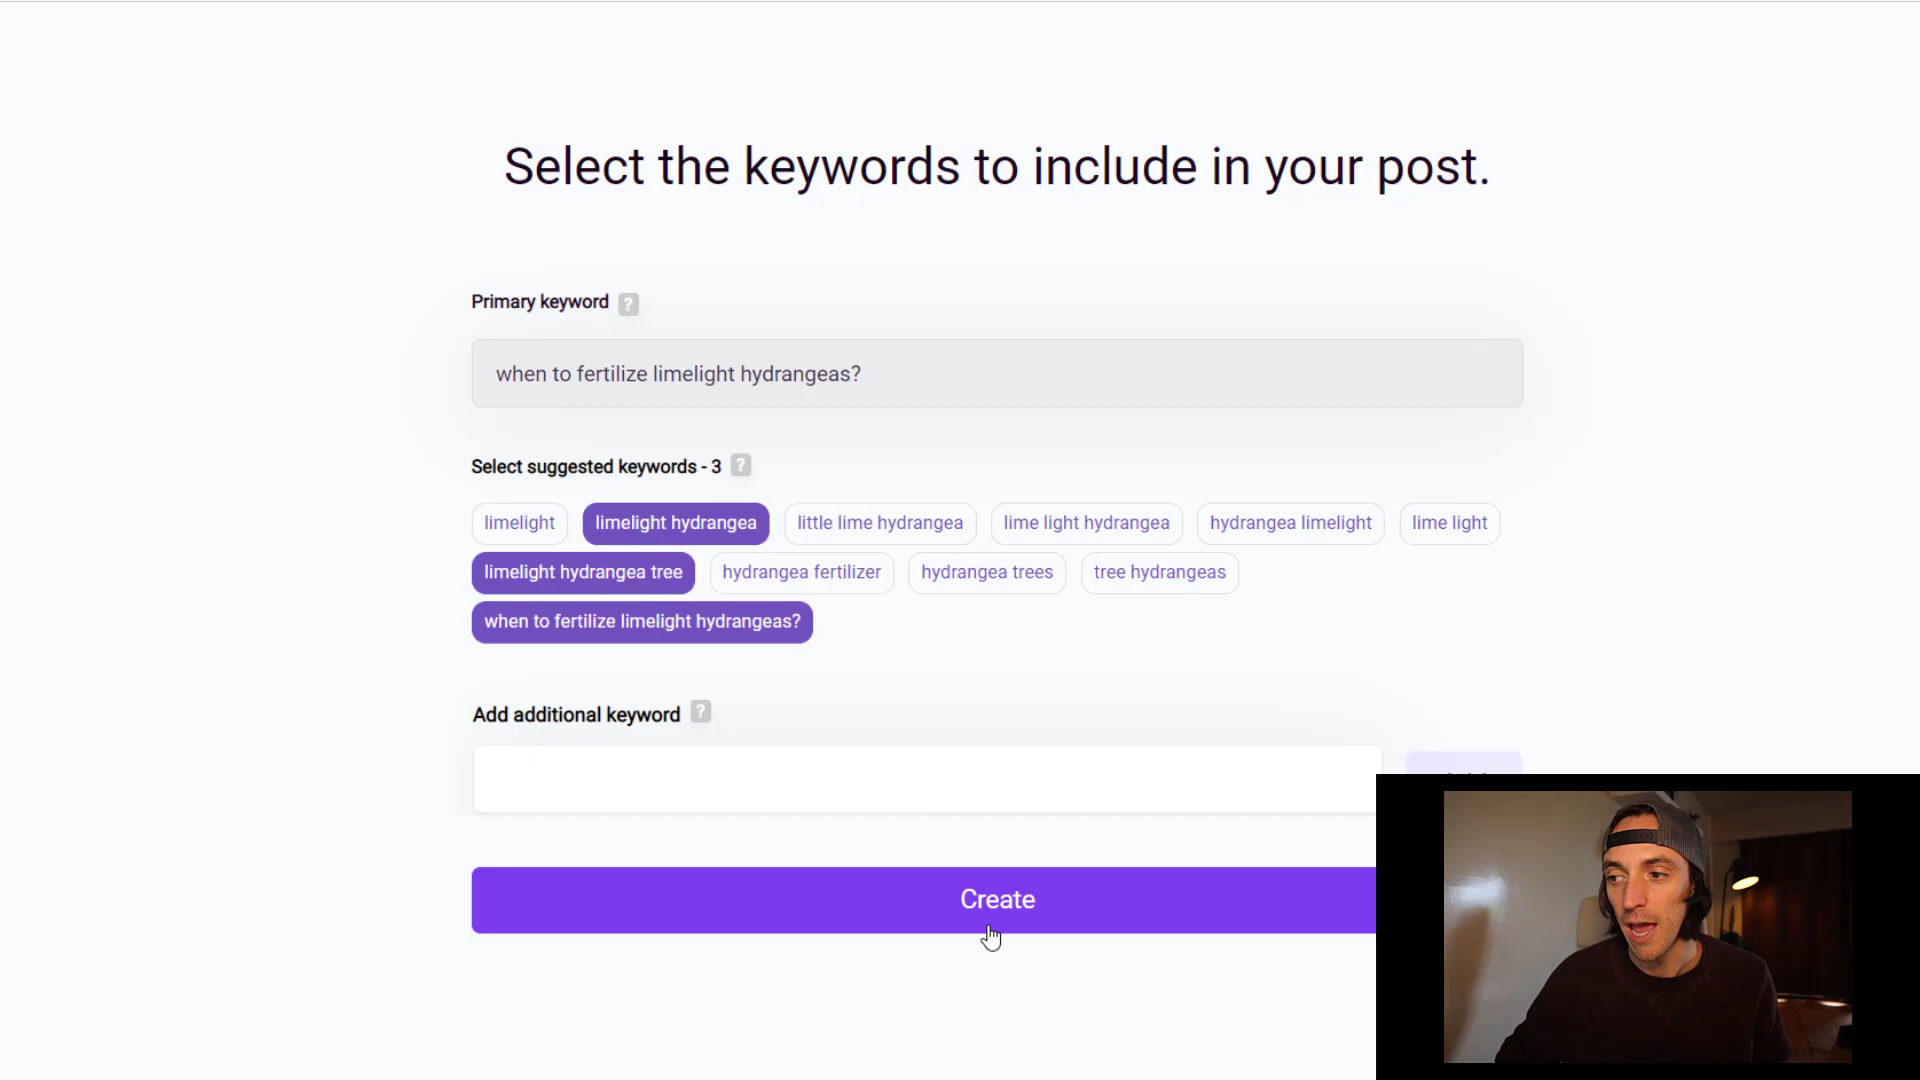 Select the keywords to include in your post.
Primary keyword ?
when to fertilize limelight hydrangeas?
Select suggested keywords - 3 ?
limelight limelight hydrangea little lime hydrangea lime light hydrangea hydrangea limelight lime light
limelight hydrangea tree hydrangea fertilizer hydrangea trees tree hydrangeas
when to fertilize limelight hydrangeas?
Add additional keyword ?
Create